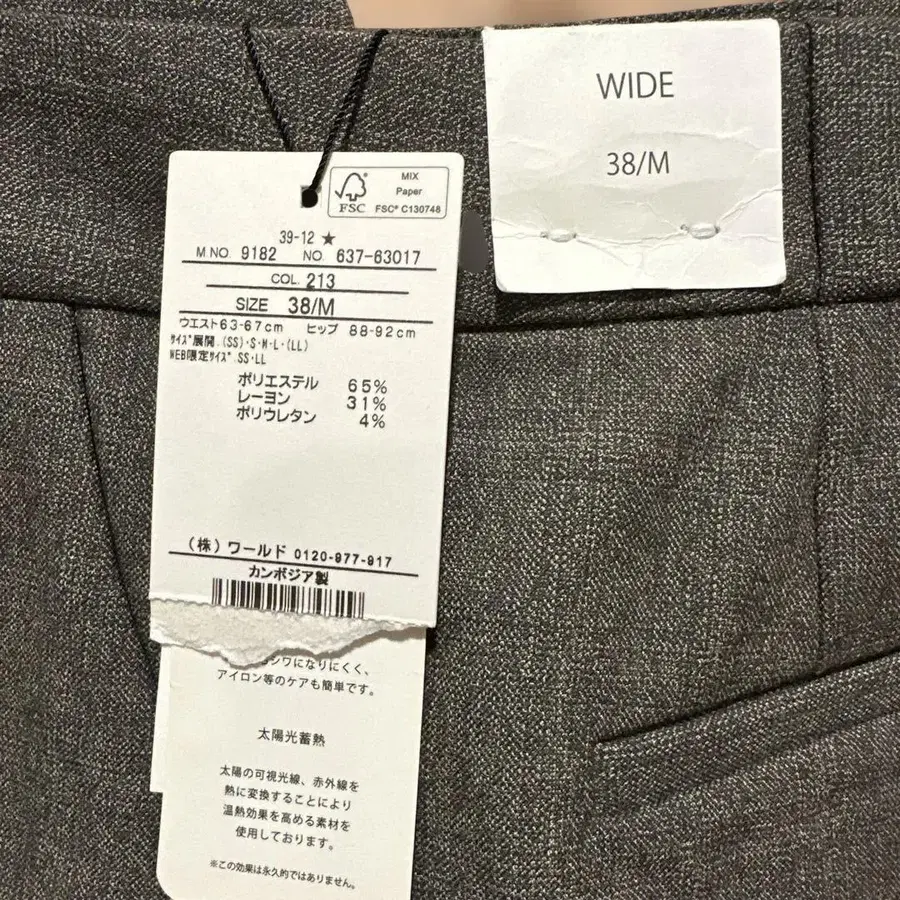 WIDE
38/M
FSC
MIX
Paper
FSC® C130748
39-12 ★
M.NO. 9182 NO. 637-63017
COL. 213
SIZE 38/M
ウエスト63-67cm ヒップ 88-92cm
サイズ展開.(SS)・S・M・L・(LL)
WEB限定サイズ.SS・LL
ポリエステル 65%
レーヨン 31%
ポリウレタン 4%
(株)ワールド 0120-977-917
カンボジア製
シワになりにくく、
アイロン等のケアも簡単です。
太陽光蓄熱
太陽の可視光線、赤外線を
熱に変換することにより
温熱効果を高める素材を
使用しております。
※この効果は永久的ではありません。